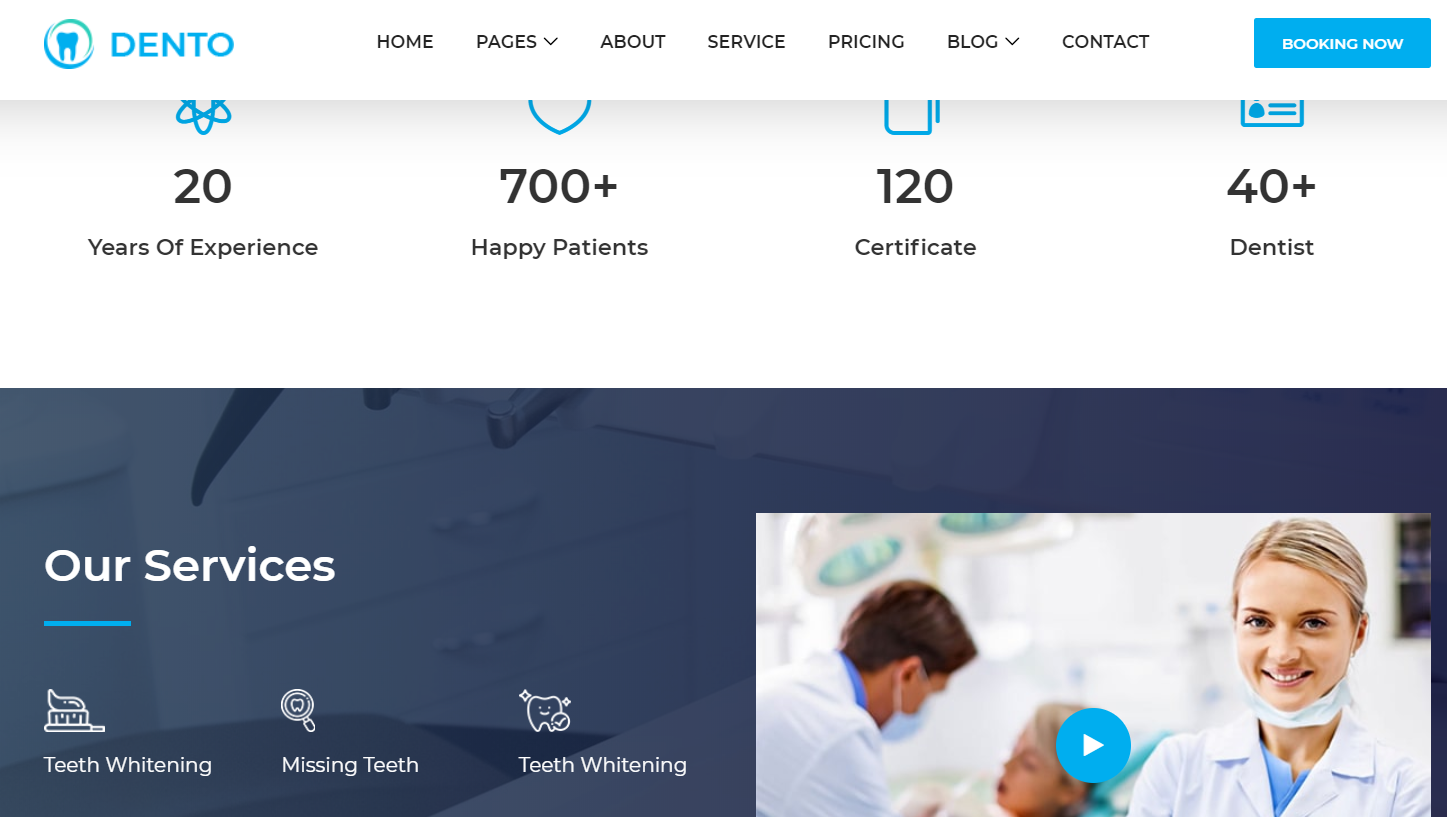 DENTO
HOME PAGES ABOUT SERVICE PRICING BLOG CONTACT
BOOKING NOW
20
Years Of Experience
700+
Happy Patients
120
Certificate
40+
Dentist
Our Services
Teeth Whitening
Missing Teeth
Teeth Whitening